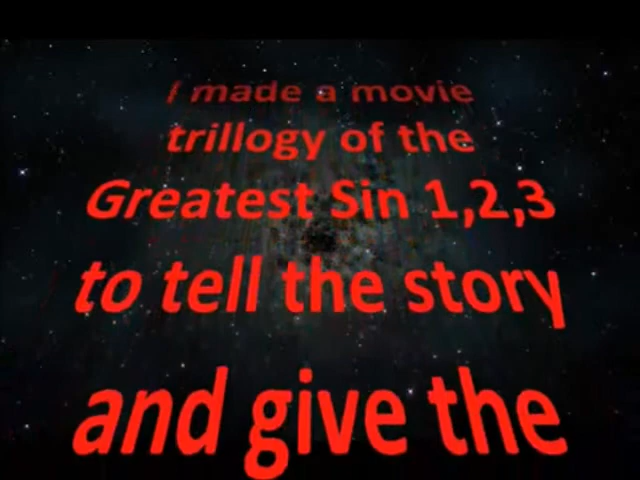 I made a movie
trillogy of the
Greatest Sin 1,2,3
to tell the story
and give the